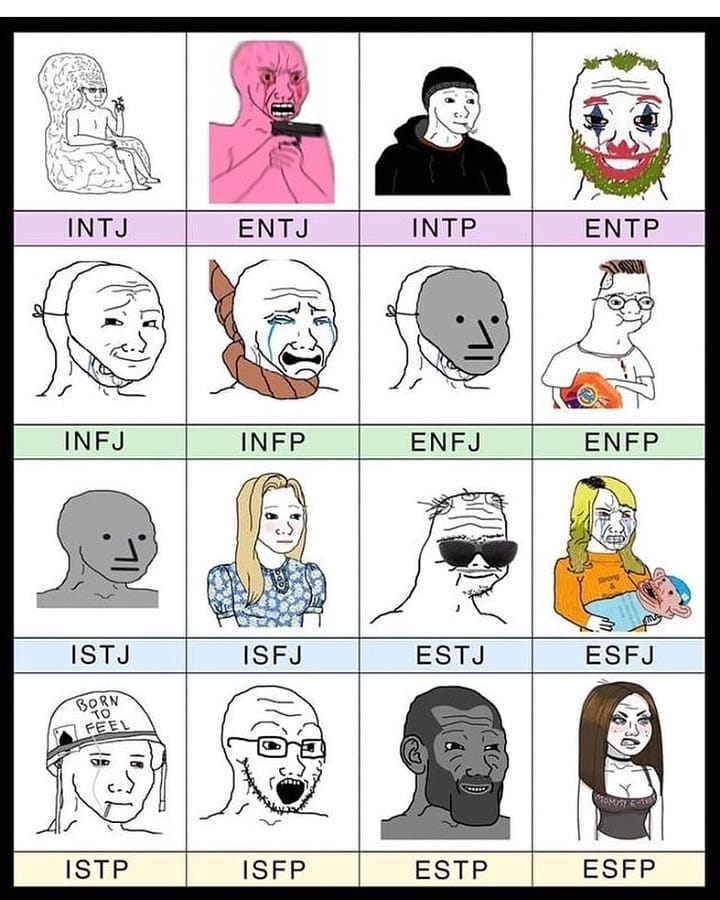 INTJ
ENTJ
INTP
ENTP
INFJ
INFP
ENFJ
ENFP
Strong
&
ISTJ
ISFJ
ESTJ
ESFJ
BORN
TO
FEEL
MOMMY
ISTP
ISFP
ESTP
ESFP